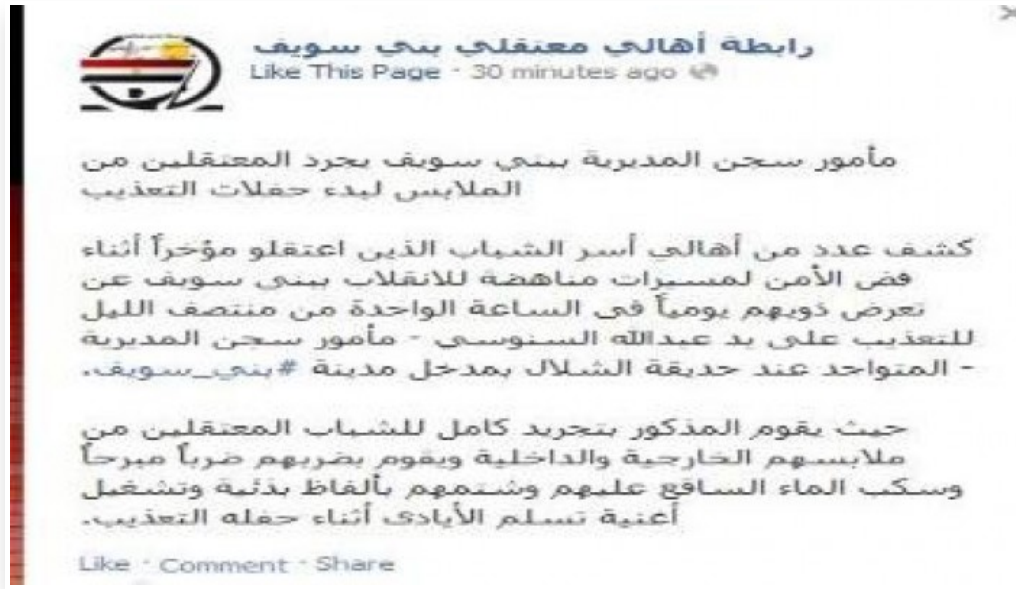 رابطة أهالي معتقلي بني سويف
Like This Page · 30 minutes ago
مأمور سجن المديرية ببني سويف يجرد المعتقلين من
الملابس لبدء حفلات التعذيب
كشف عدد من أهالي أسر الشباب الذين اعتقلو مؤخراً أثناء
فض الأمن لمسيرات مناهضة للانقلاب ببنى سويف عن
تعرض ذويهم يومياً فى الساعة الواحدة من منتصف الليل
للتعذيب على يد عبدالله السنوسي - مأمور سجن المديرية
- المتواجد عند حديقة الشلال بمدخل مدينة #بني_سويف.
حيث يقوم المذكور بتجريد كامل للشباب المعتقلين من
ملابسهم الخارجية والداخلية ويقوم بضربهم ضرباً مبرحاً
وسكب الماء الساقع عليهم وشتمهم بألفاظ بذئية وتشغيل
أغنية تسلم الأيادى أثناء حفله التعذيب.
Like · Comment · Share